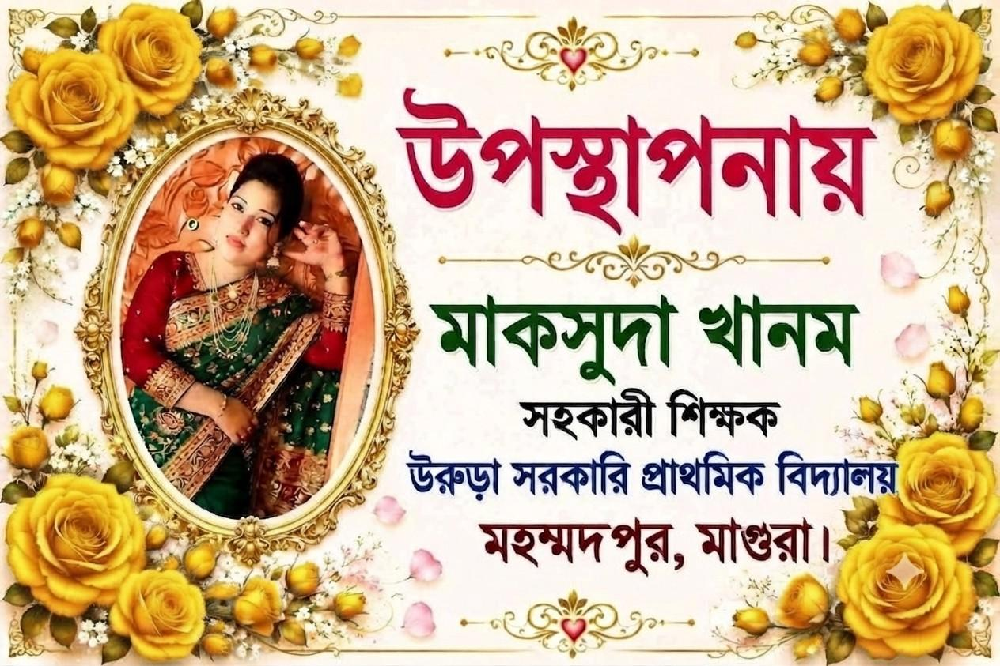 উপস্থাপনায়
মাকসুদা খানম
সহকারী শিক্ষক
উরুড়া সরকারি প্রাথমিক বিদ্যালয়
মহম্মদপুর, মাগুরা।